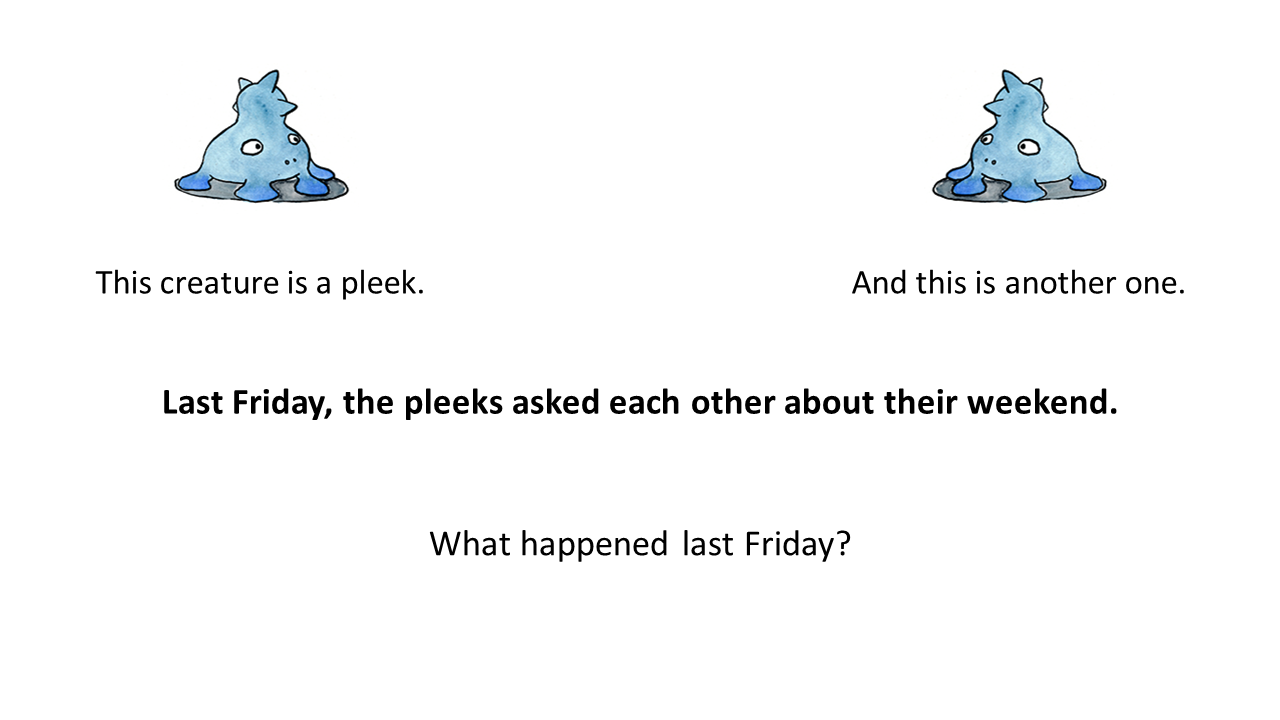 This creature is a pleek.
And this is another one.
Last Friday, the pleeks asked each other about their weekend.
What happened last Friday?